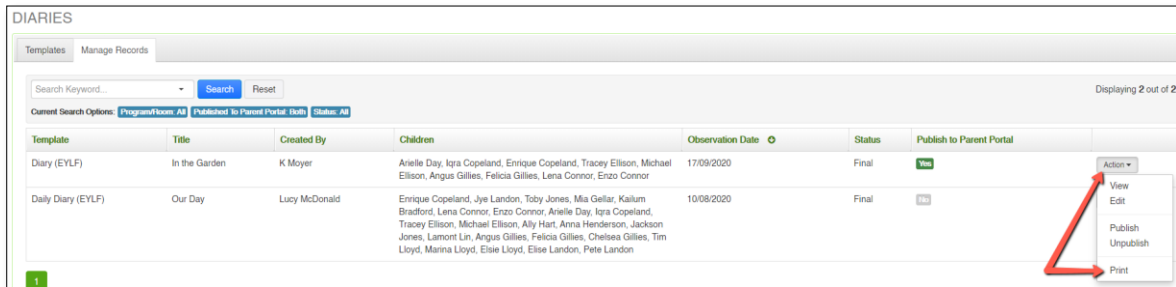 DIARIES
Templates Manage Records
Search Keyword... Search Reset Displaying 2 out of 2
Current Search Options: Program/Room: All Published To Parent Portal: Both Status: All
Template Title Created By Children Observation Date Status Publish to Parent Portal
Diary (EYLF) In the Garden K Moyer Arielle Day, Iqra Copeland, Enrique Copeland, Tracey Ellison, Michael 17/09/2020 Final Yes Action
Ellison, Angus Gillies, Felicia Gillies, Lena Connor, Enzo Connor
View
Edit
Publish
Unpublish
Print
Daily Diary (EYLF) Our Day Lucy McDonald Enrique Copeland, Jye Landon, Toby Jones, Mia Gellar, Kailum 10/08/2020 Final No
Bradford, Lena Connor, Enzo Connor, Arielle Day, Iqra Copeland,
Tracey Ellison, Michael Ellison, Ally Hart, Anna Henderson, Jackson
Jones, Lamont Lin, Angus Gillies, Felicia Gillies, Chelsea Gillies, Tim
Lloyd, Marina Lloyd, Elsie Lloyd, Elise Landon, Pete Landon
1